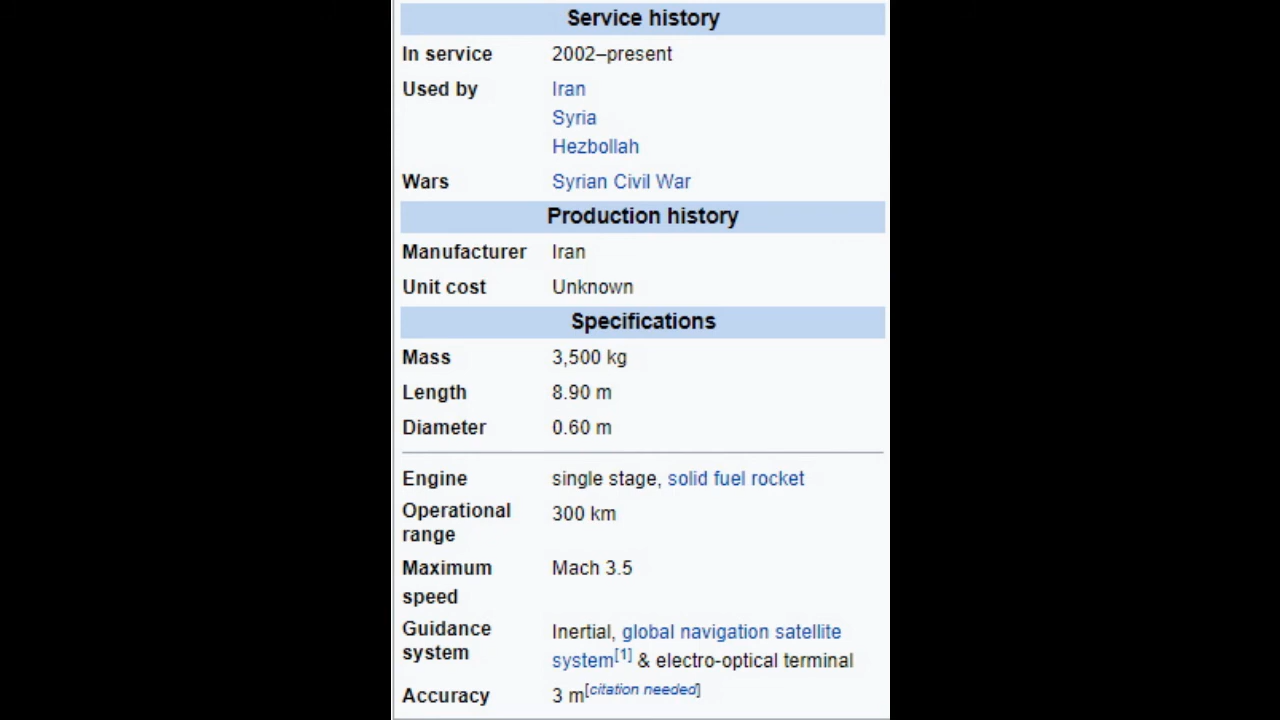 Service history
In service 2002–present
Used by Iran
Syria
Hezbollah
Wars Syrian Civil War
Production history
Manufacturer Iran
Unit cost Unknown
Specifications
Mass 3,500 kg
Length 8.90 m
Diameter 0.60 m
Engine single stage, solid fuel rocket
Operational range 300 km
Maximum speed Mach 3.5
Guidance system Inertial, global navigation satellite
system[1] & electro-optical terminal
Accuracy 3 m[citation needed]